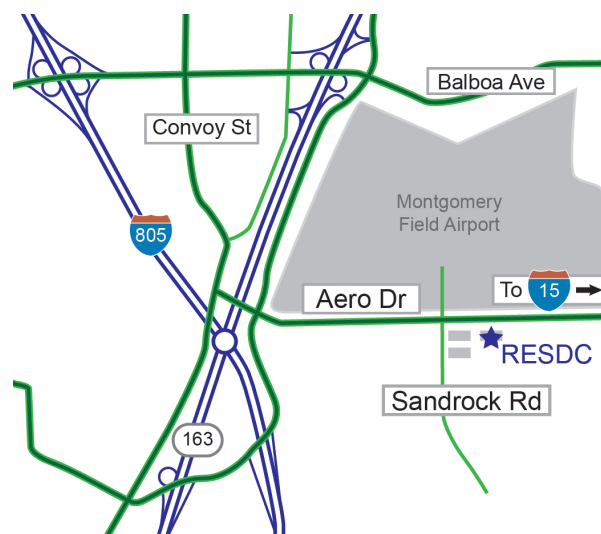 Balboa Ave
Convoy St
Montgomery
Field Airport
805
To 15
Aero Dr
RESDC
Sandrock Rd
163